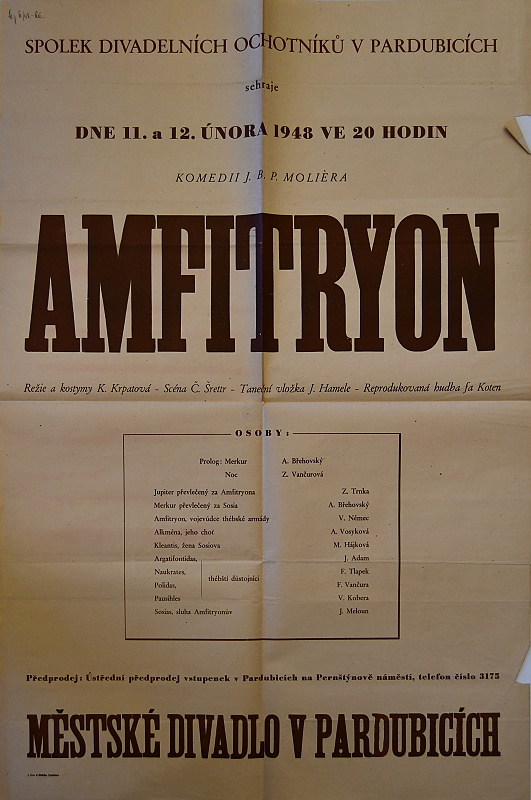 SPOLEK DIVADELNÍCH OCHOTNÍKŮ V PARDUBICÍCH
sehraje
DNE 11. a 12. ÚNORA 1948 VE 20 HODIN
KOMEDII J. B. P. MOLIÈRA
AMFITRYON
Režie a kostymy K. Krpatová - Scéna Č. Šrettr - Taneční vložka J. Hamele - Reprodukovaná hudba fa Koten
OSOBY:
Prolog: Merkur A. Břehovský
Noc Z. Vančurová
Jupiter převlečený za Amfitryona Z. Trnka
Merkur převlečený za Sosia A. Břehovský
Amfitryon, vojevůdce thébské armády V. Němec
Alkména, jeho choť A. Vosyková
Kleantis, žena Sosiova M. Hájková
Argatifontidas, J. Adam
Naukrates, F. Tlapek
thébští důstojníci
Polidas, F. Vančura
Pausikles V. Kobera
Sosias, sluha Amfitryonův J. Meloun
Předprodej: Ústřední předprodej vstupenek v Pardubicích na Pernštýnově náměstí, telefon číslo 3175
MĚSTSKÉ DIVADLO V PARDUBICÍCH